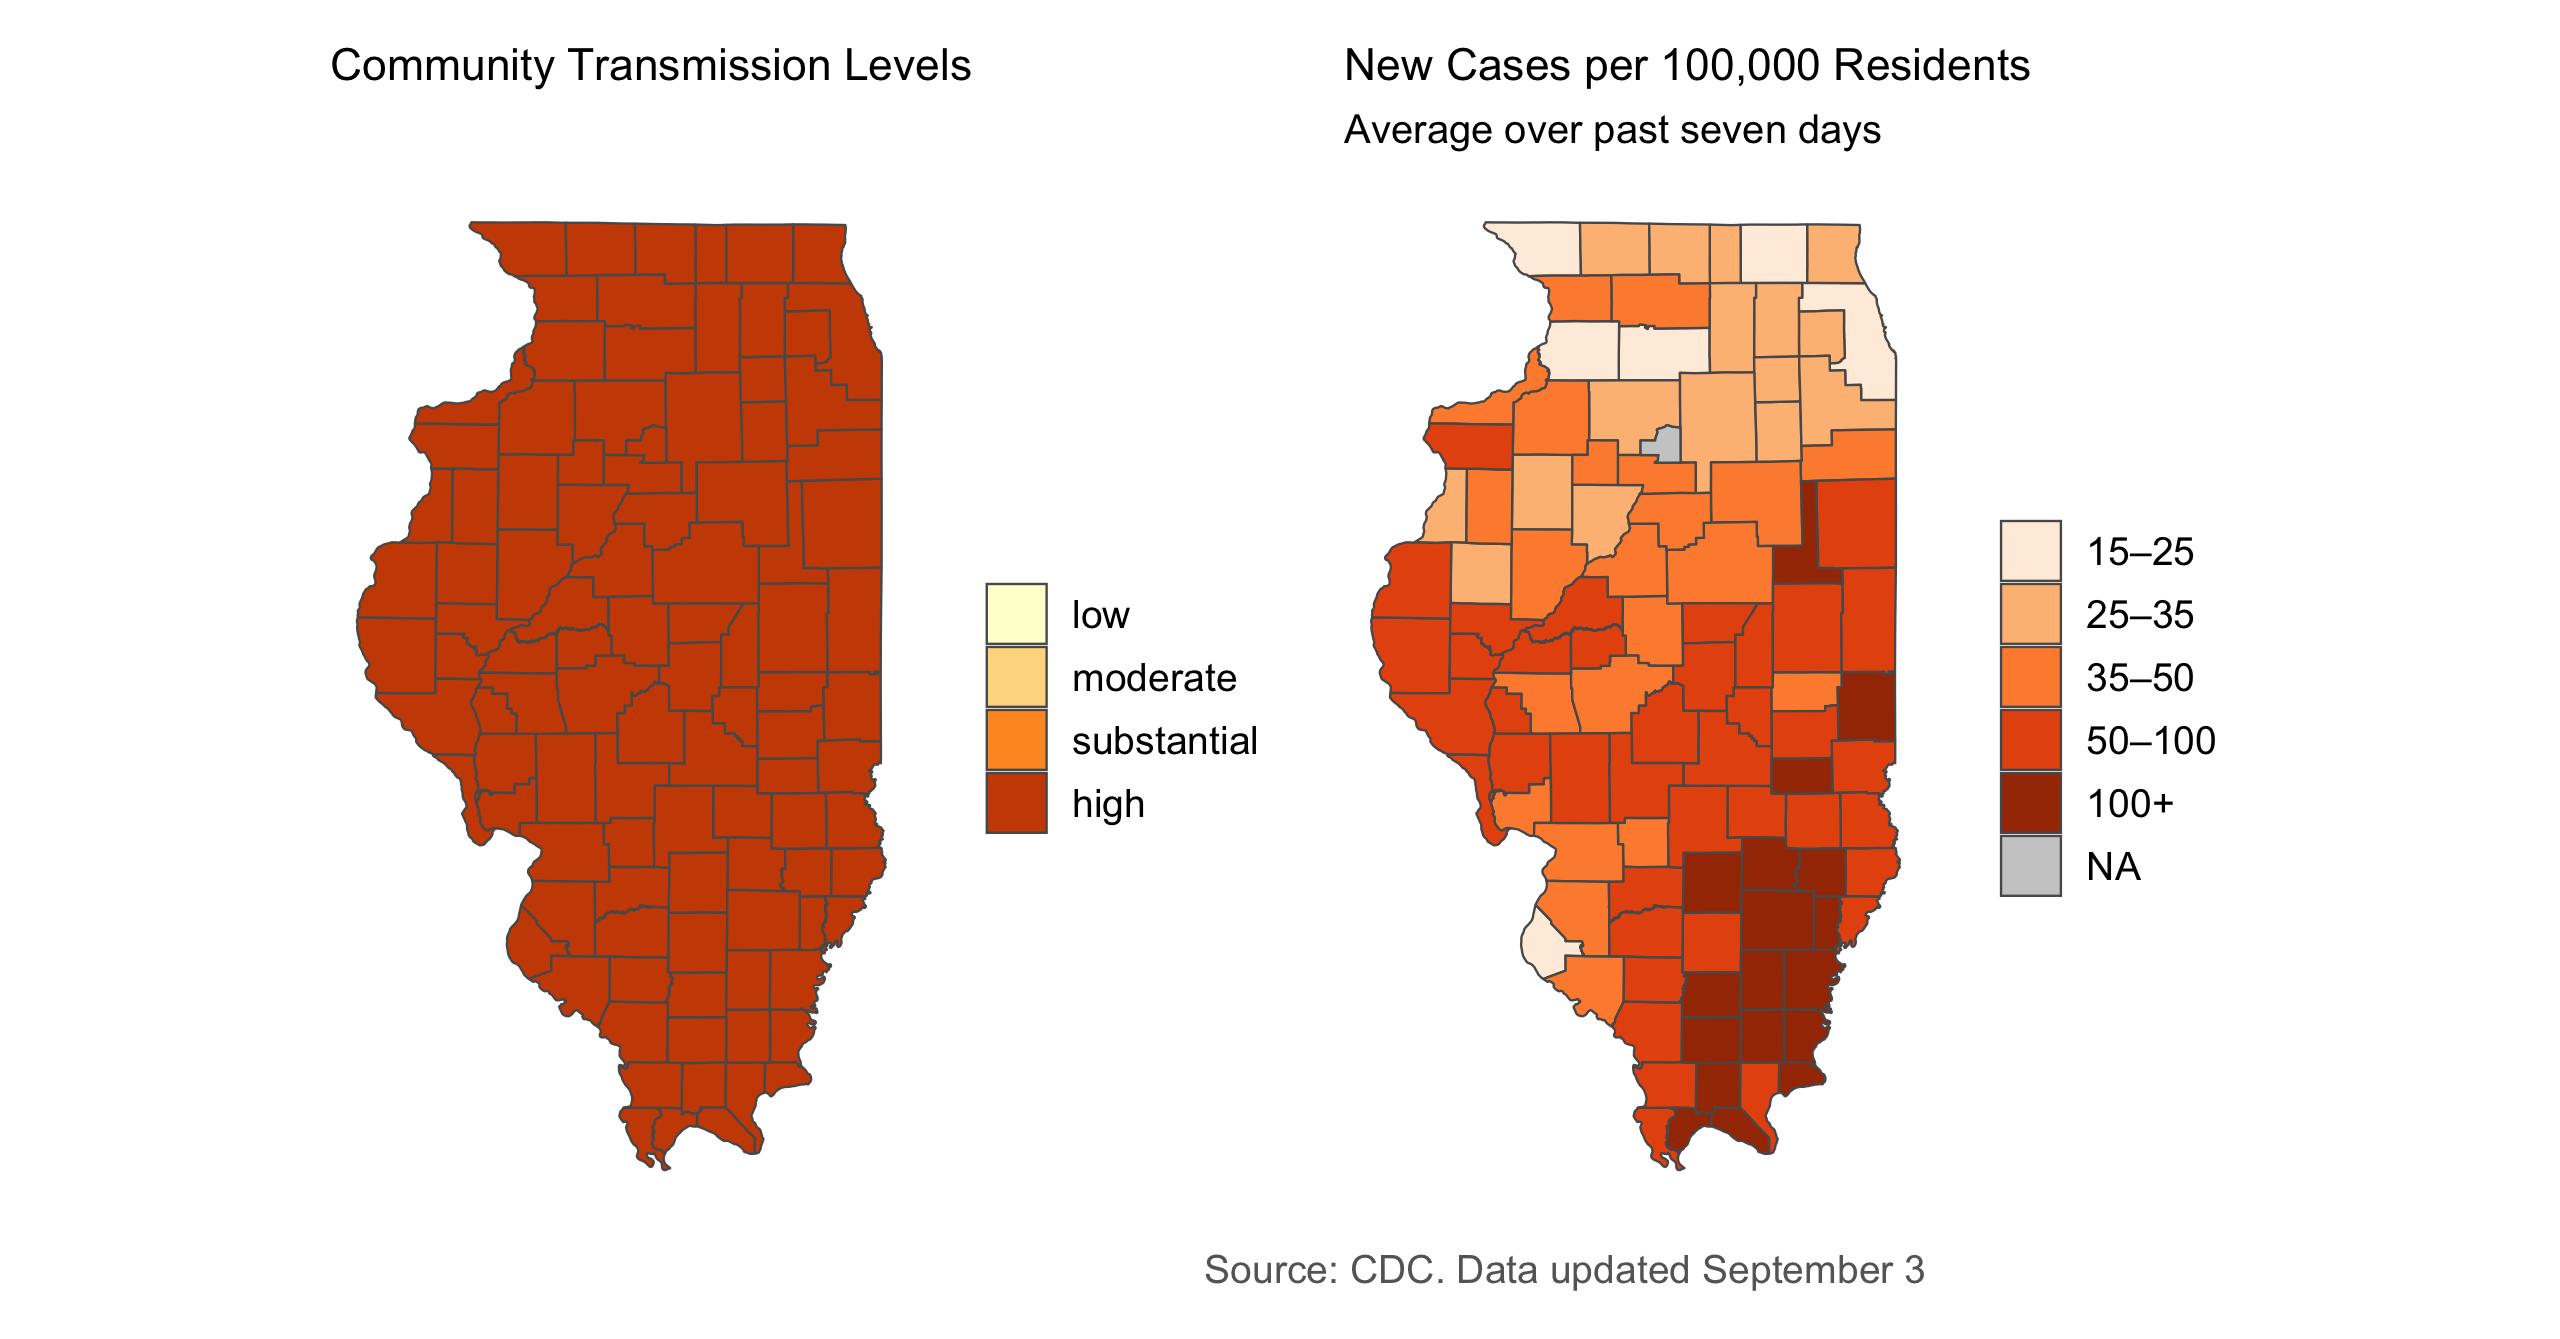 Community Transmission Levels
New Cases per 100,000 Residents
Average over past seven days
low
moderate
substantial
high
15–25
25–35
35–50
50–100
100+
NA
Source: CDC. Data updated September 3